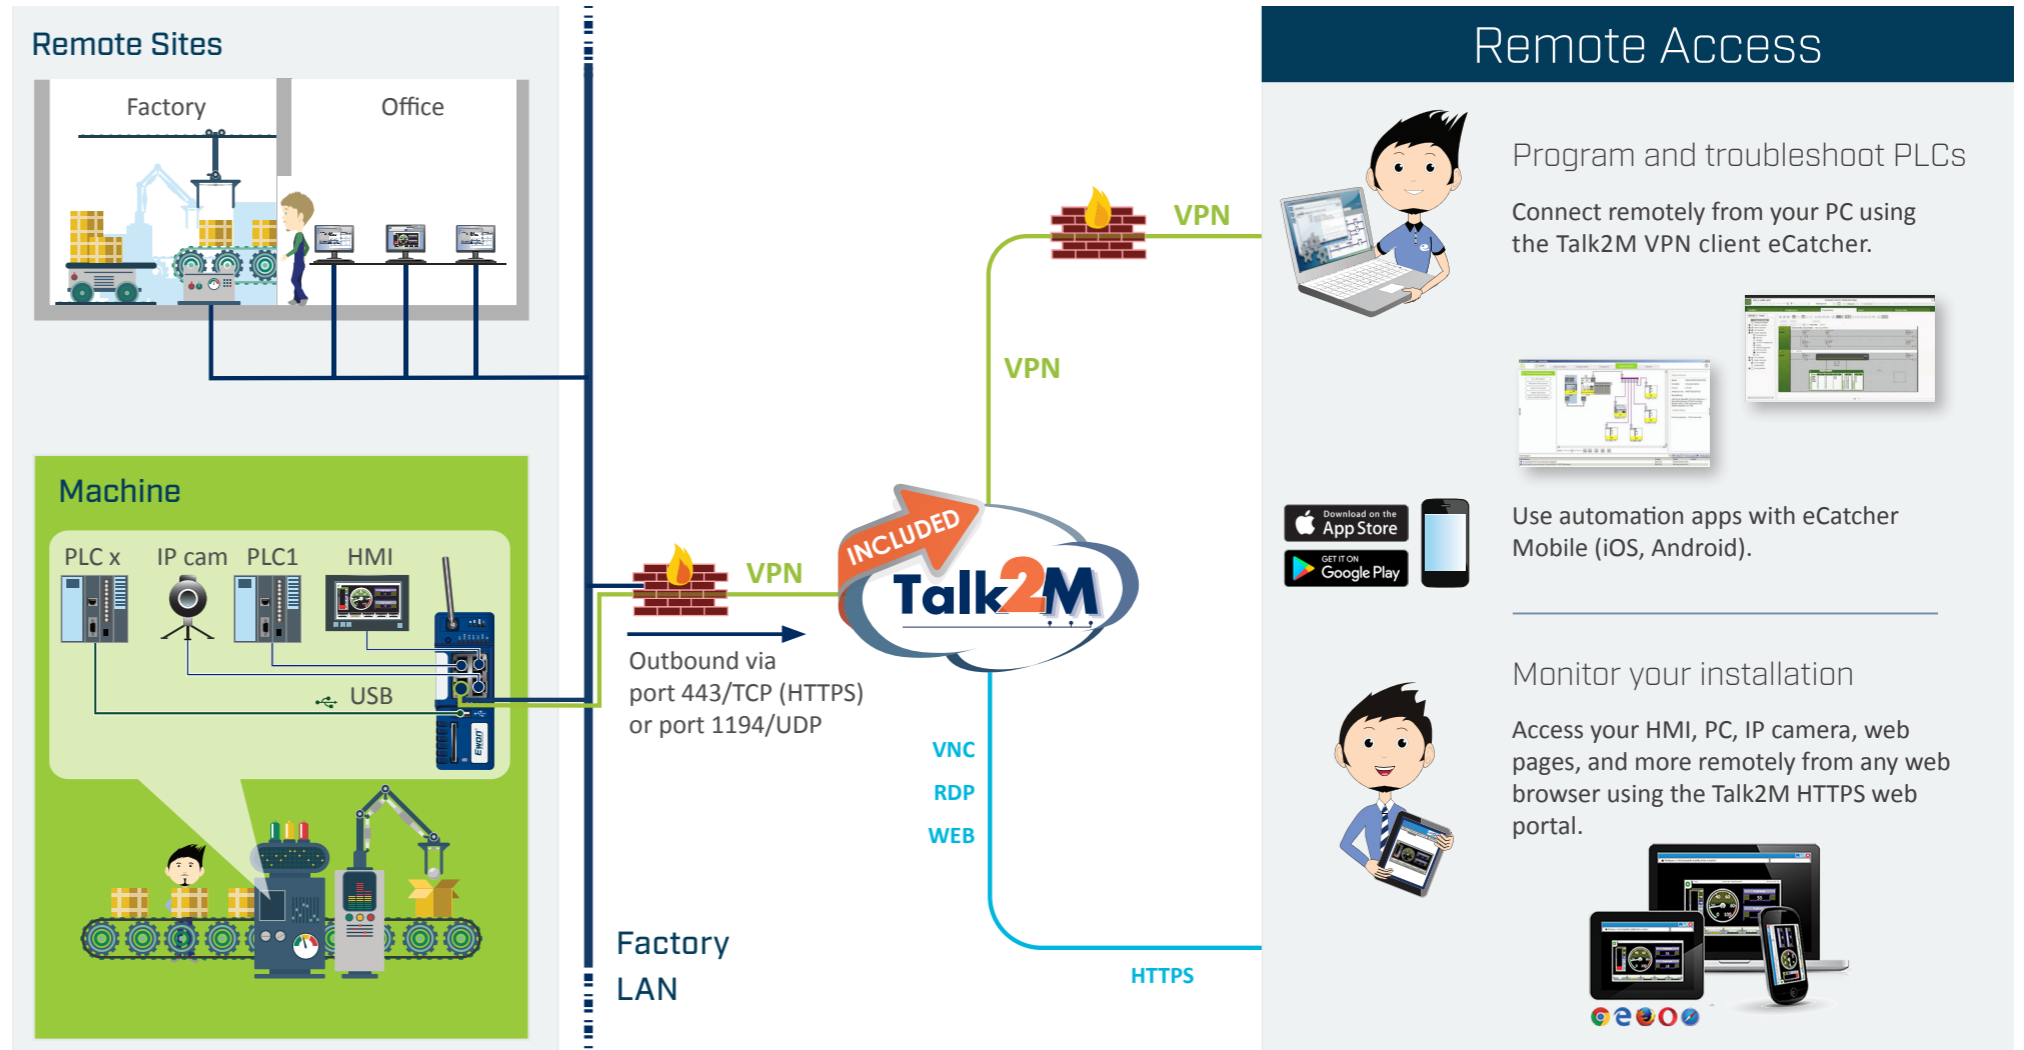 Remote Sites
Factory
Office
Machine
PLC x
IP cam
PLC1
HMI
USB
Ewon
VPN
Outbound via
port 443/TCP (HTTPS)
or port 1194/UDP
Factory
LAN
INCLUDED
Talk2M
VPN
VPN
VNC
RDP
WEB
HTTPS
Remote Access
Program and troubleshoot PLCs
Connect remotely from your PC using
the Talk2M VPN client eCatcher.
Download on the
App Store
GET IT ON
Google Play
Use automation apps with eCatcher
Mobile (iOS, Android).
Monitor your installation
Access your HMI, PC, IP camera, web
pages, and more remotely from any web
browser using the Talk2M HTTPS web
portal.